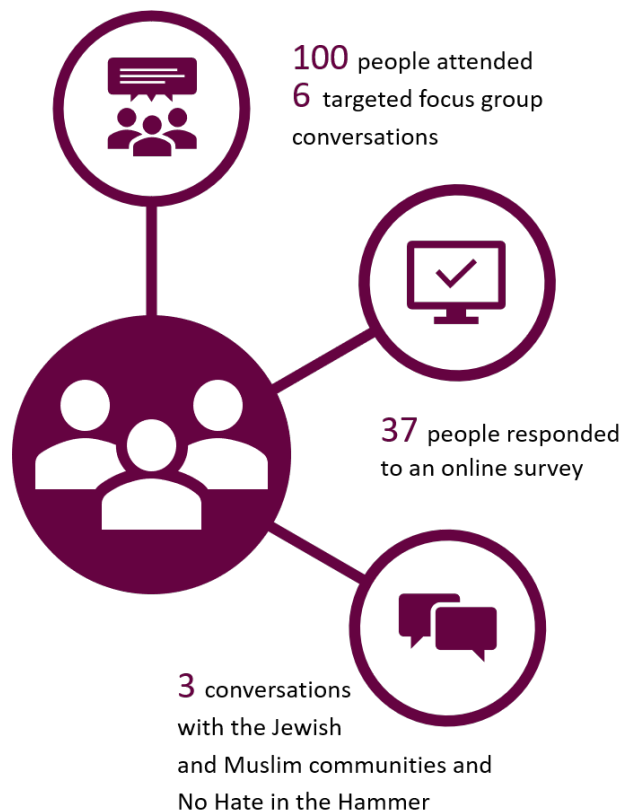 100 people attended
6 targeted focus group
conversations
37 people responded
to an online survey
3 conversations
with the Jewish
and Muslim communities and
No Hate in the Hammer